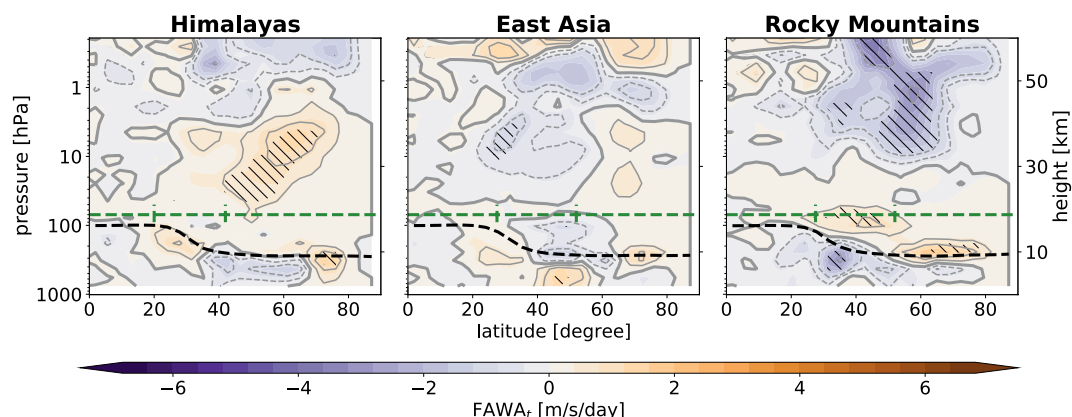 Himalayas East Asia Rocky Mountains
pressure [hPa]
1
10
100
1000
50
30
10
height [km]
0 20 40 60 80 0 20 40 60 80 0 20 40 60 80
latitude [degree]
−6 −4 −2 0 2 4 6
FAWAₜ [m/s/day]